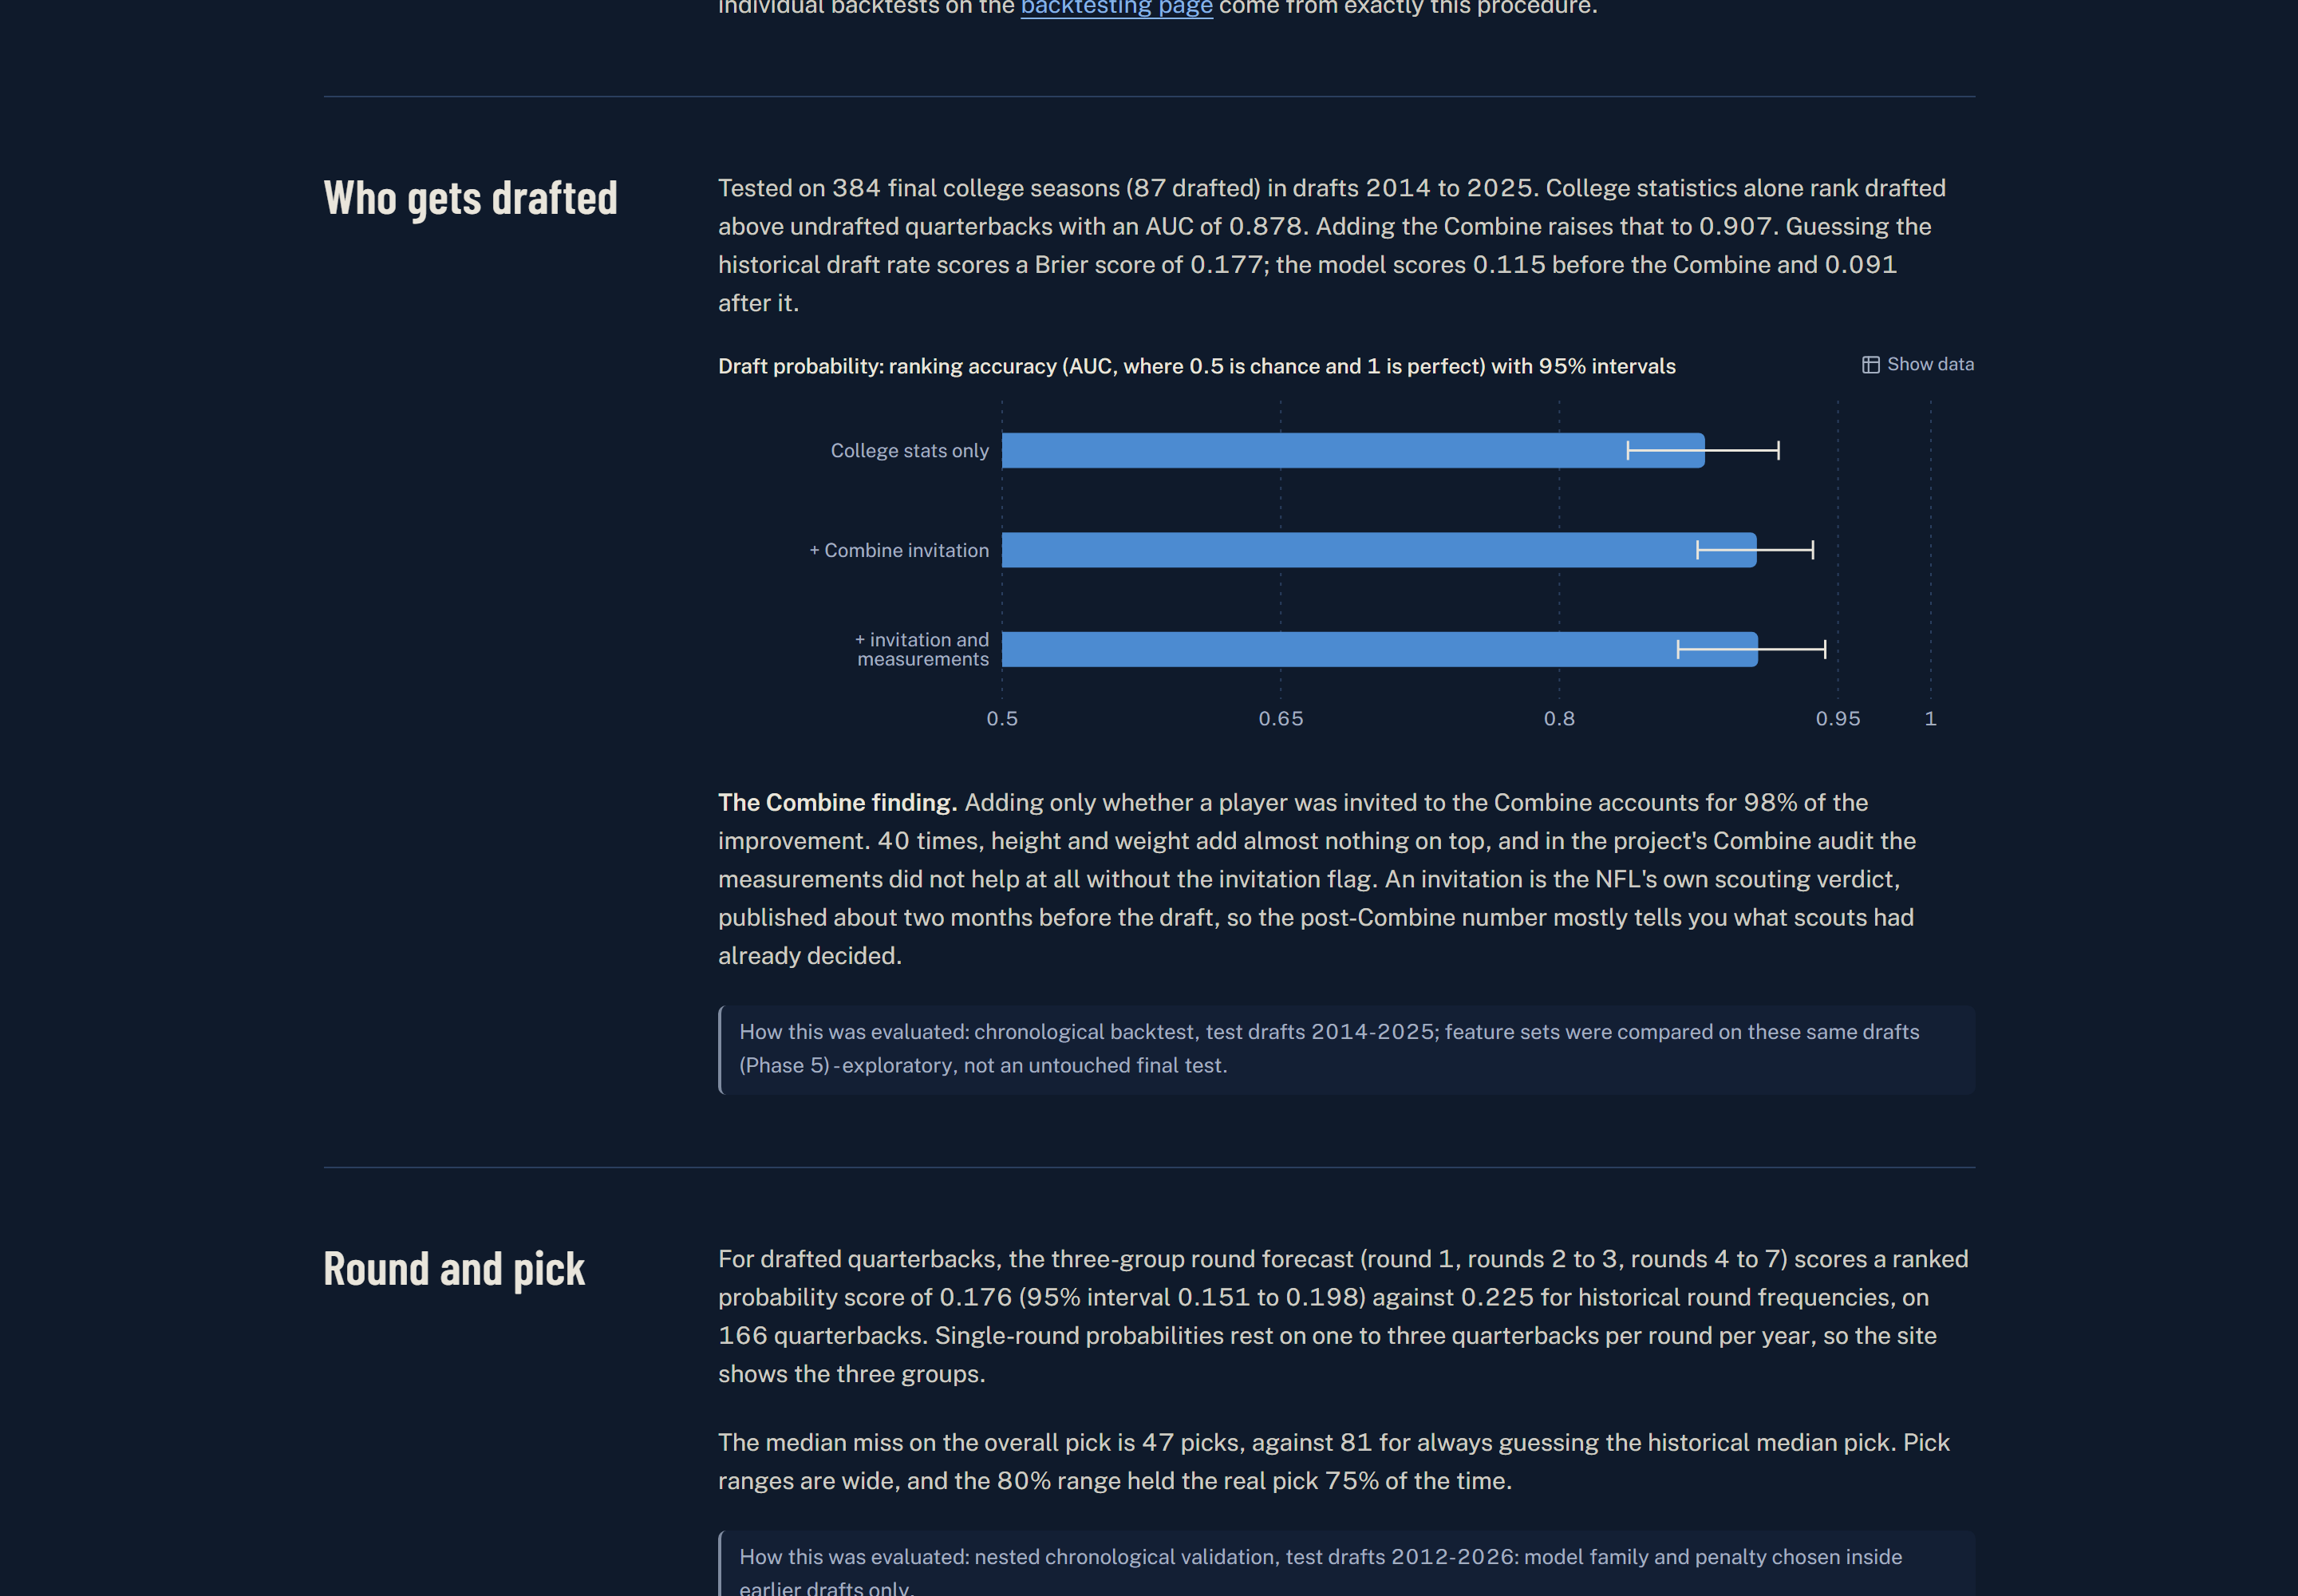 individual backtests on the backtesting page come from exactly this procedure.
Who gets drafted
Tested on 384 final college seasons (87 drafted) in drafts 2014 to 2025. College statistics alone rank drafted
above undrafted quarterbacks with an AUC of 0.878. Adding the Combine raises that to 0.907. Guessing the
historical draft rate scores a Brier score of 0.177; the model scores 0.115 before the Combine and 0.091
after it.
Draft probability: ranking accuracy (AUC, where 0.5 is chance and 1 is perfect) with 95% intervals
Show data
College stats only
+ Combine invitation
+ invitation and
measurements
0.5 0.65 0.8 0.95 1
The Combine finding. Adding only whether a player was invited to the Combine accounts for 98% of the
improvement. 40 times, height and weight add almost nothing on top, and in the project's Combine audit the
measurements did not help at all without the invitation flag. An invitation is the NFL's own scouting verdict,
published about two months before the draft, so the post-Combine number mostly tells you what scouts had
already decided.
How this was evaluated: chronological backtest, test drafts 2014-2025; feature sets were compared on these same drafts
(Phase 5) - exploratory, not an untouched final test.
Round and pick
For drafted quarterbacks, the three-group round forecast (round 1, rounds 2 to 3, rounds 4 to 7) scores a ranked
probability score of 0.176 (95% interval 0.151 to 0.198) against 0.225 for historical round frequencies, on
166 quarterbacks. Single-round probabilities rest on one to three quarterbacks per round per year, so the site
shows the three groups.
The median miss on the overall pick is 47 picks, against 81 for always guessing the historical median pick. Pick
ranges are wide, and the 80% range held the real pick 75% of the time.
How this was evaluated: nested chronological validation, test drafts 2012-2026: model family and penalty chosen inside
earlier drafts only.